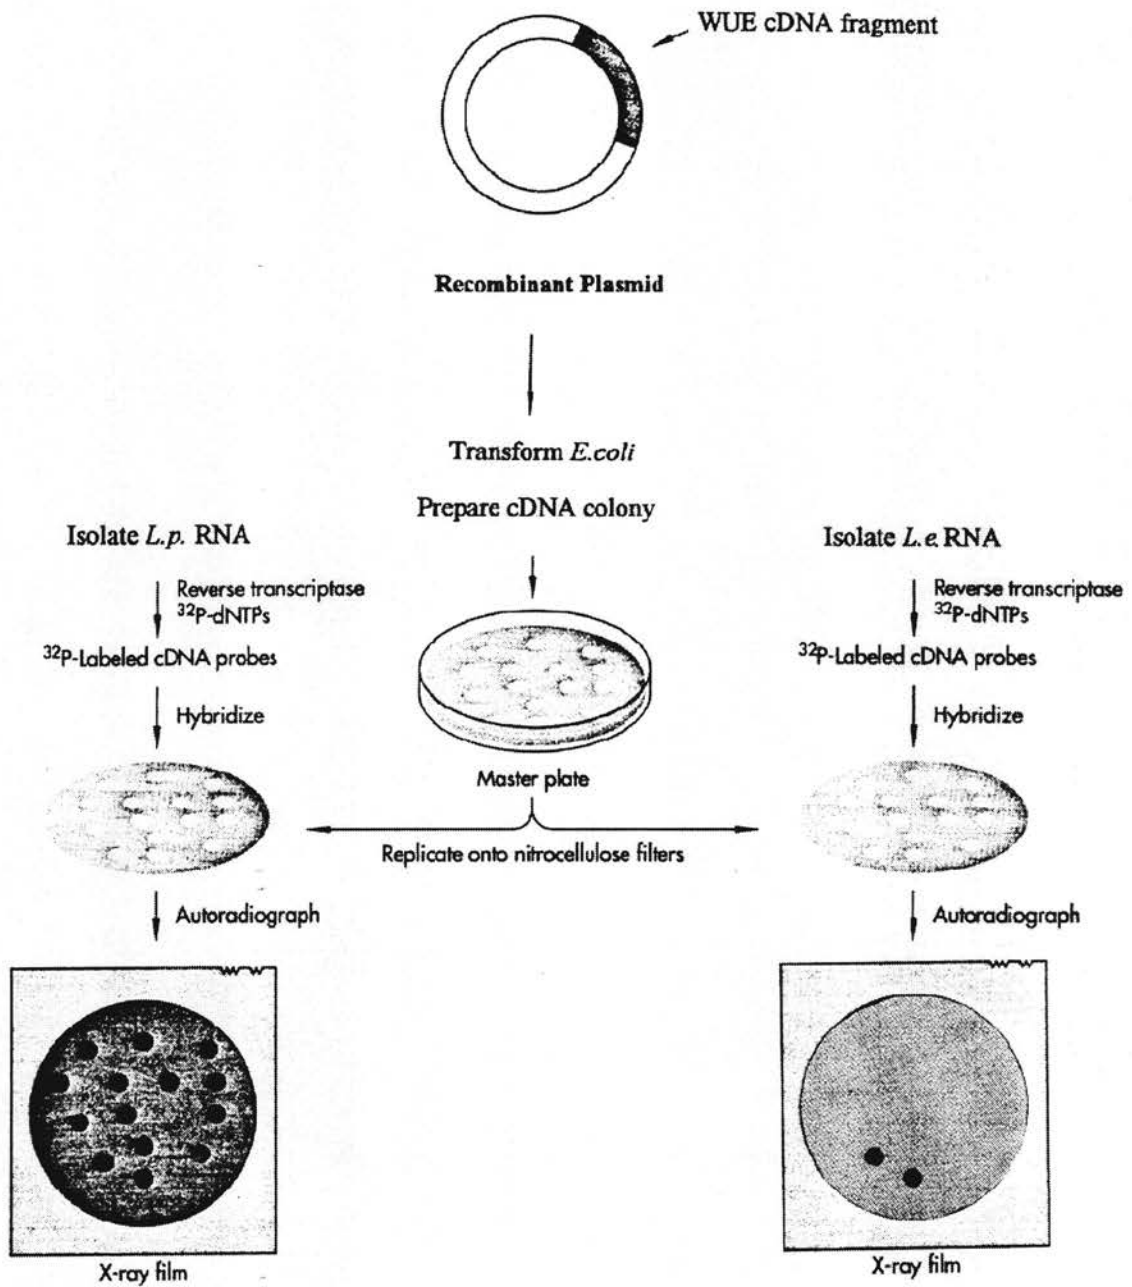 WUE cDNA fragment
Recombinant Plasmid
Transform E.coli
Prepare cDNA colony
Isolate L.p. RNA
Reverse transcriptase
32P-dNTPs
32P-Labeled cDNA probes
Hybridize
Autoradiograph
X-ray film
Master plate
Replicate onto nitrocellulose filters
Isolate L.e. RNA
Reverse transcriptase
32P-dNTPs
32P-Labeled cDNA probes
Hybridize
Autoradiograph
X-ray film